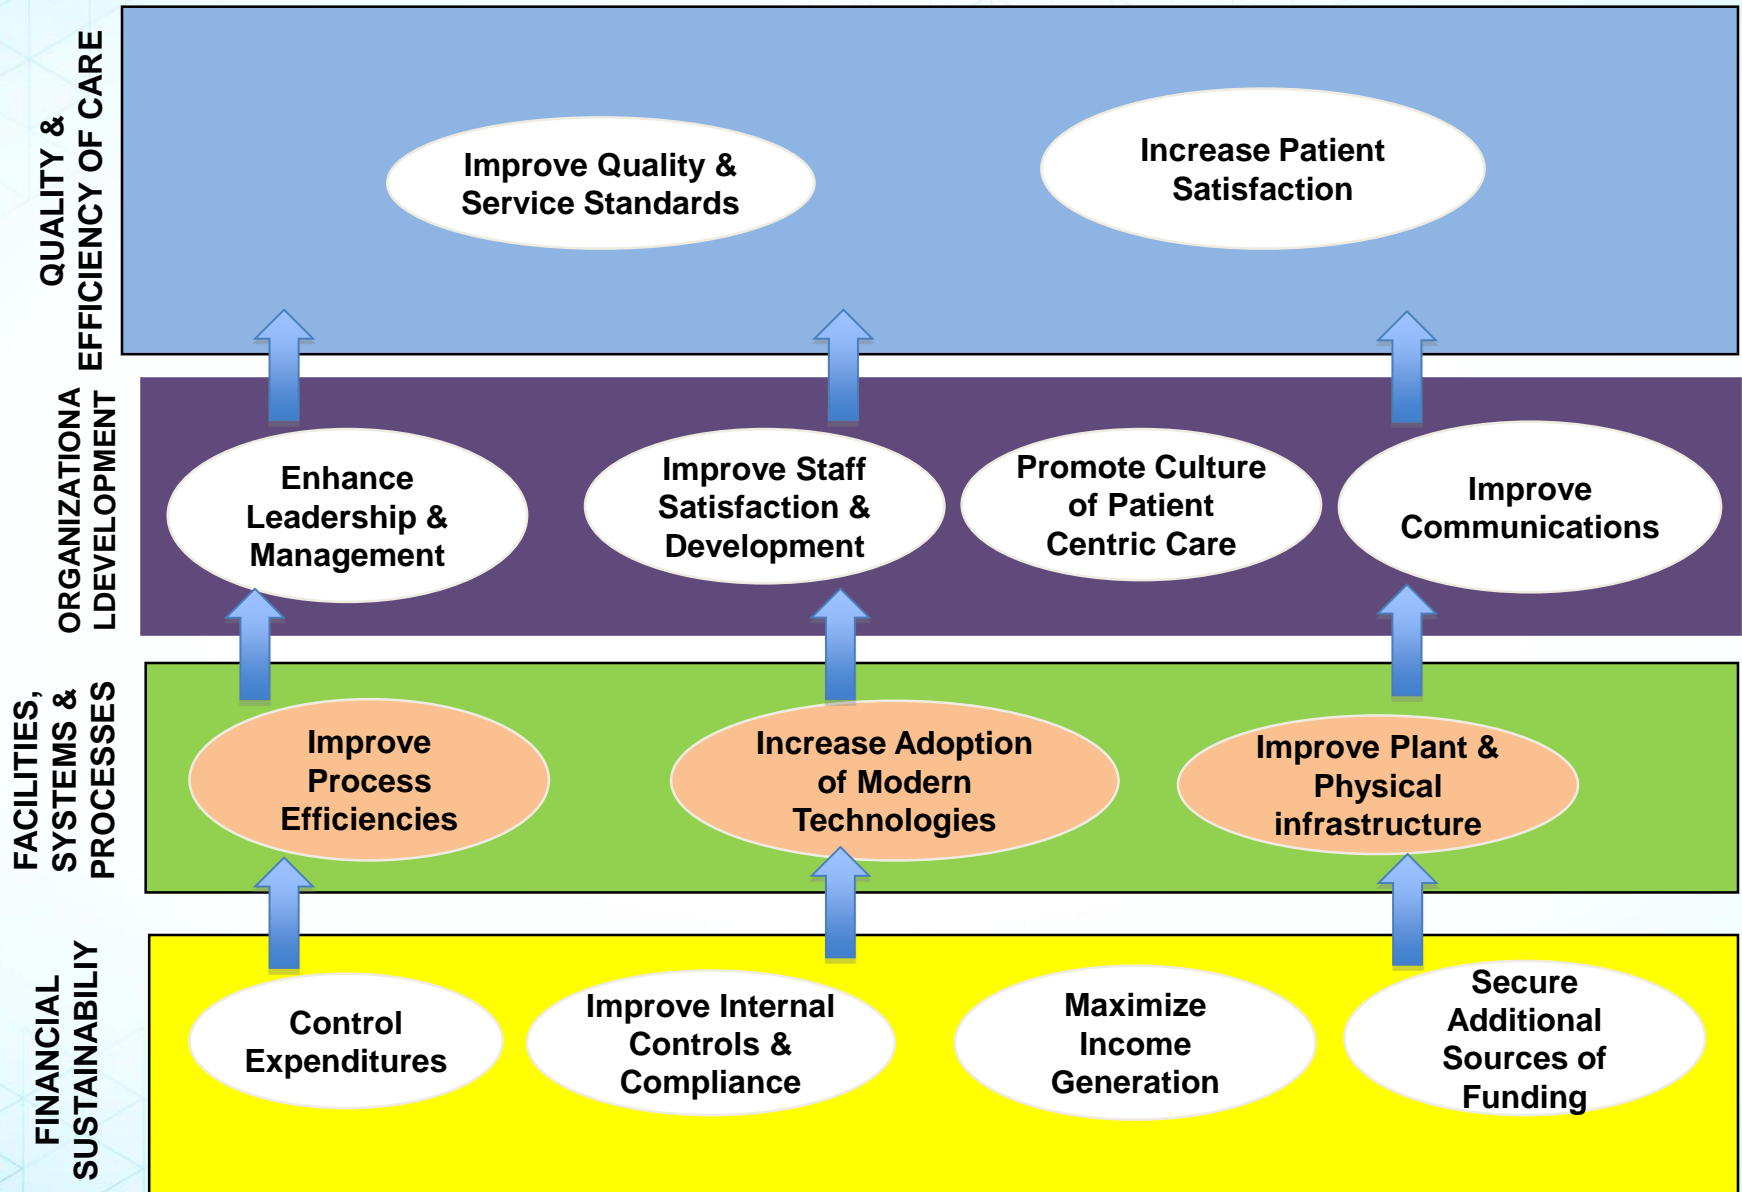 QUALITY &
EFFICIENCY OF CARE
Improve Quality &
Service Standards
Increase Patient
Satisfaction
ORGANIZATIONA
LDEVELOPMENT
Enhance
Leadership &
Management
Improve Staff
Satisfaction &
Development
Promote Culture
of Patient
Centric Care
Improve
Communications
FACILITIES,
SYSTEMS &
PROCESSES
Improve
Process
Efficiencies
Increase Adoption
of Modern
Technologies
Improve Plant &
Physical
infrastructure
FINANCIAL
SUSTAINABILIY
Control
Expenditures
Improve Internal
Controls &
Compliance
Maximize
Income
Generation
Secure
Additional
Sources of
Funding